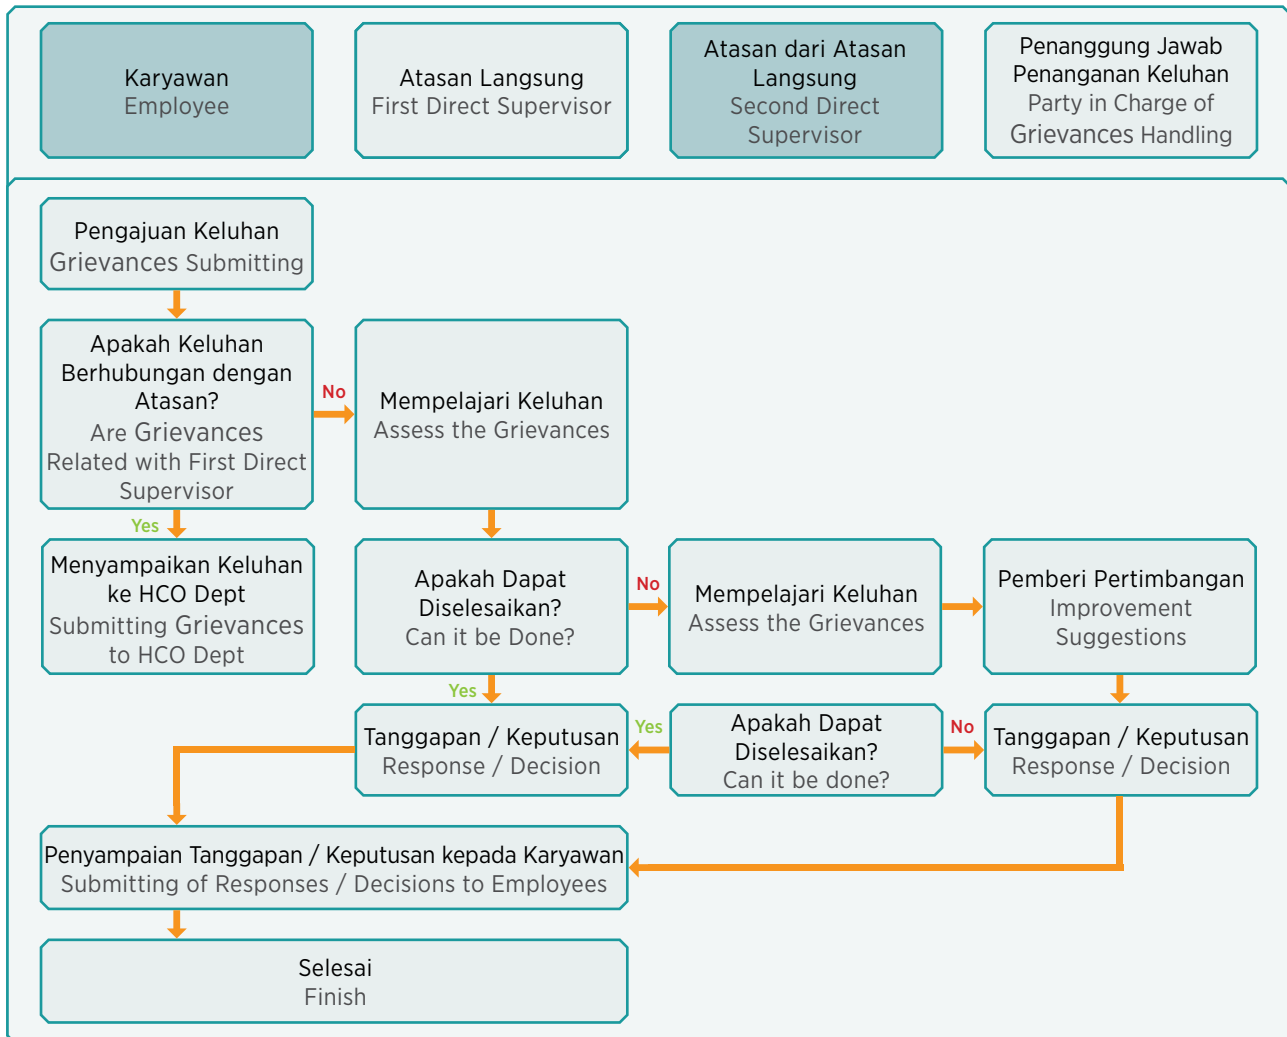 Karyawan
Employee
Atasan Langsung
First Direct Supervisor
Atasan dari Atasan
Langsung
Second Direct
Supervisor
Penanggung Jawab
Penanganan Keluhan
Party in Charge of
Grievances Handling
Pengajuan Keluhan
Grievances Submitting
Apakah Keluhan
Berhubungan dengan
Atasan?
Are Grievances
Related with First Direct
Supervisor
No
Mempelajari Keluhan
Assess the Grievances
Yes
Menyampaikan Keluhan
ke HCO Dept
Submitting Grievances
to HCO Dept
Apakah Dapat
Diselesaikan?
Can it be Done?
No
Mempelajari Keluhan
Assess the Grievances
Pemberi Pertimbangan
Improvement
Suggestions
Yes
Tanggapan / Keputusan
Response / Decision
Yes
Apakah Dapat
Diselesaikan?
Can it be done?
No
Tanggapan / Keputusan
Response / Decision
Penyampaian Tanggapan / Keputusan kepada Karyawan
Submitting of Responses / Decisions to Employees
Selesai
Finish